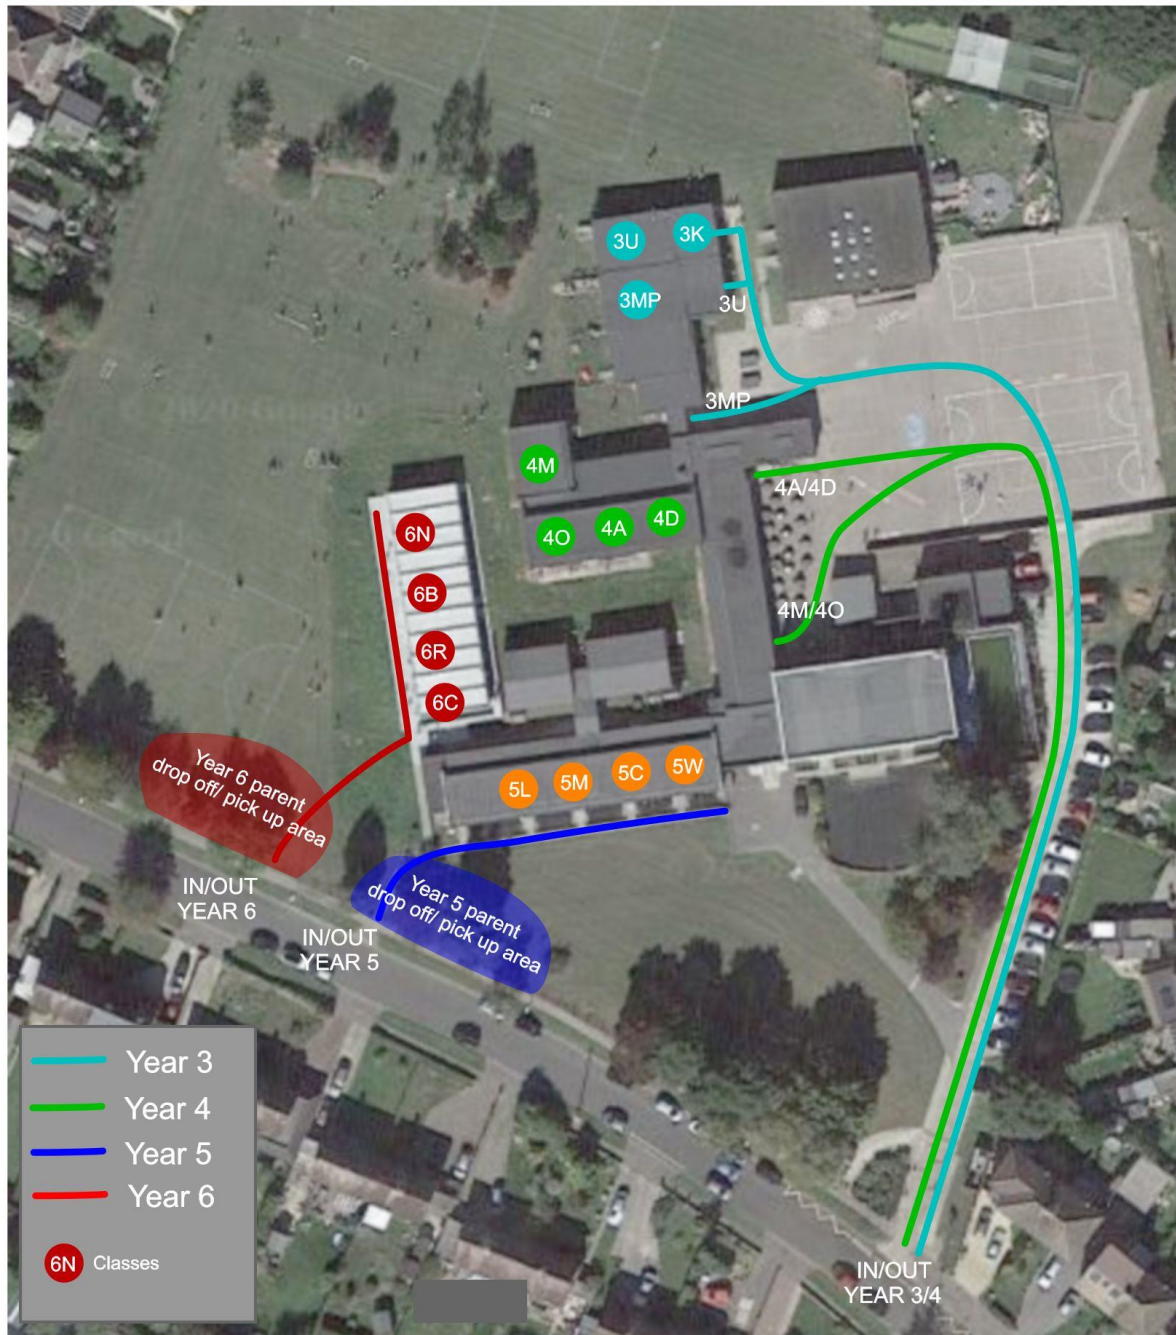 3U
3K
3MP
3U
3MP
4M
4A/4D
4O
4A
4D
6N
6B
4M/4O
6R
6C
Year 6 parent
drop off/ pick up area
5L
5M
5C
5W
IN/OUT
YEAR 6
Year 5 parent
drop off/ pick up area
IN/OUT
YEAR 5
Year 3
Year 4
Year 5
Year 6
6N Classes
IN/OUT
YEAR 3/4